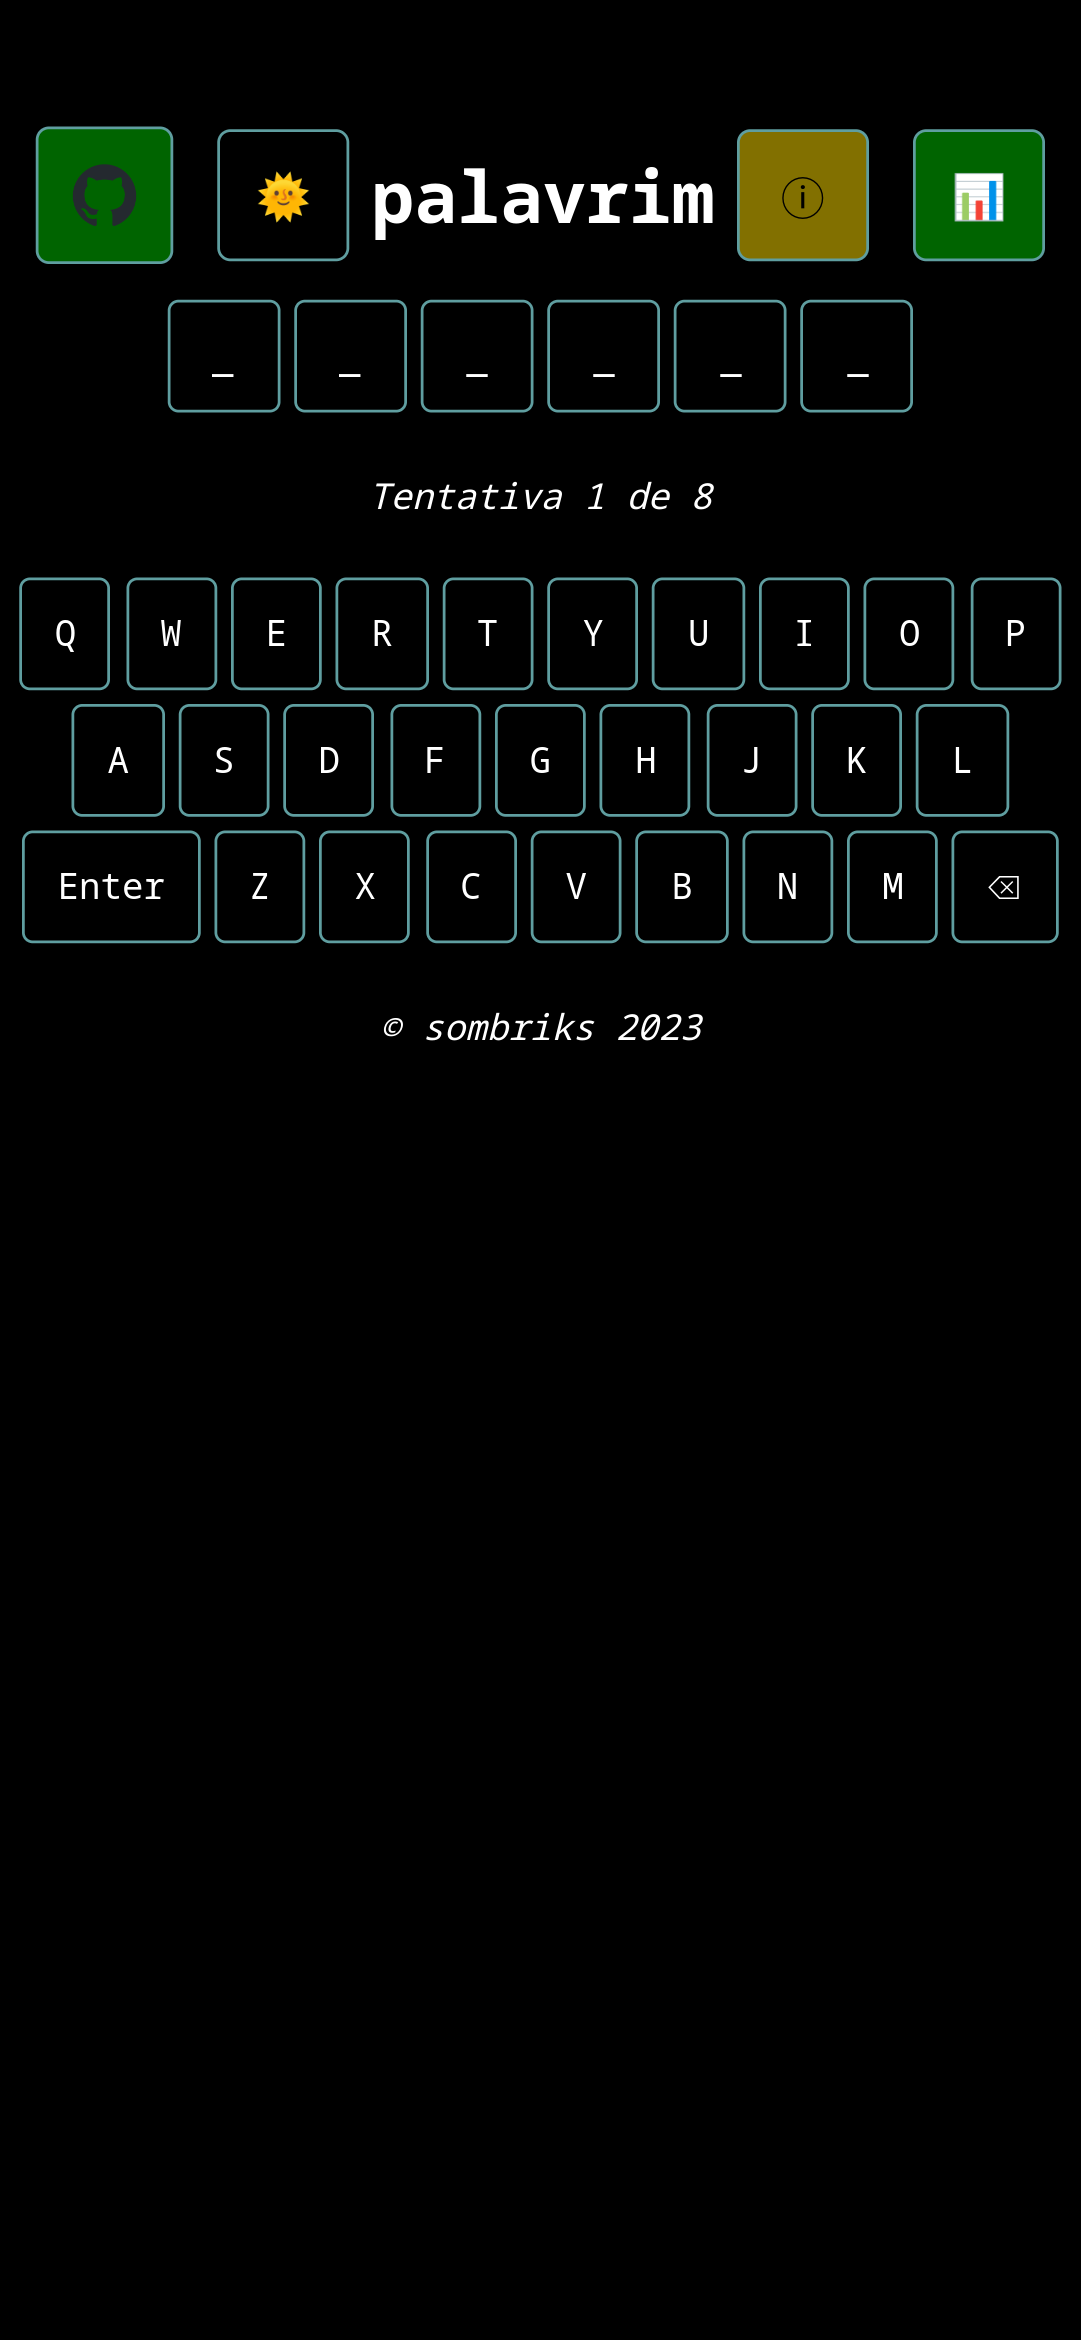 palavrim
_ _ _ _ _ _
Tentativa 1 de 8
Q W E R T Y U I O P
A S D F G H J K L
Enter Z X C V B N M ⌫
© sombriks 2023